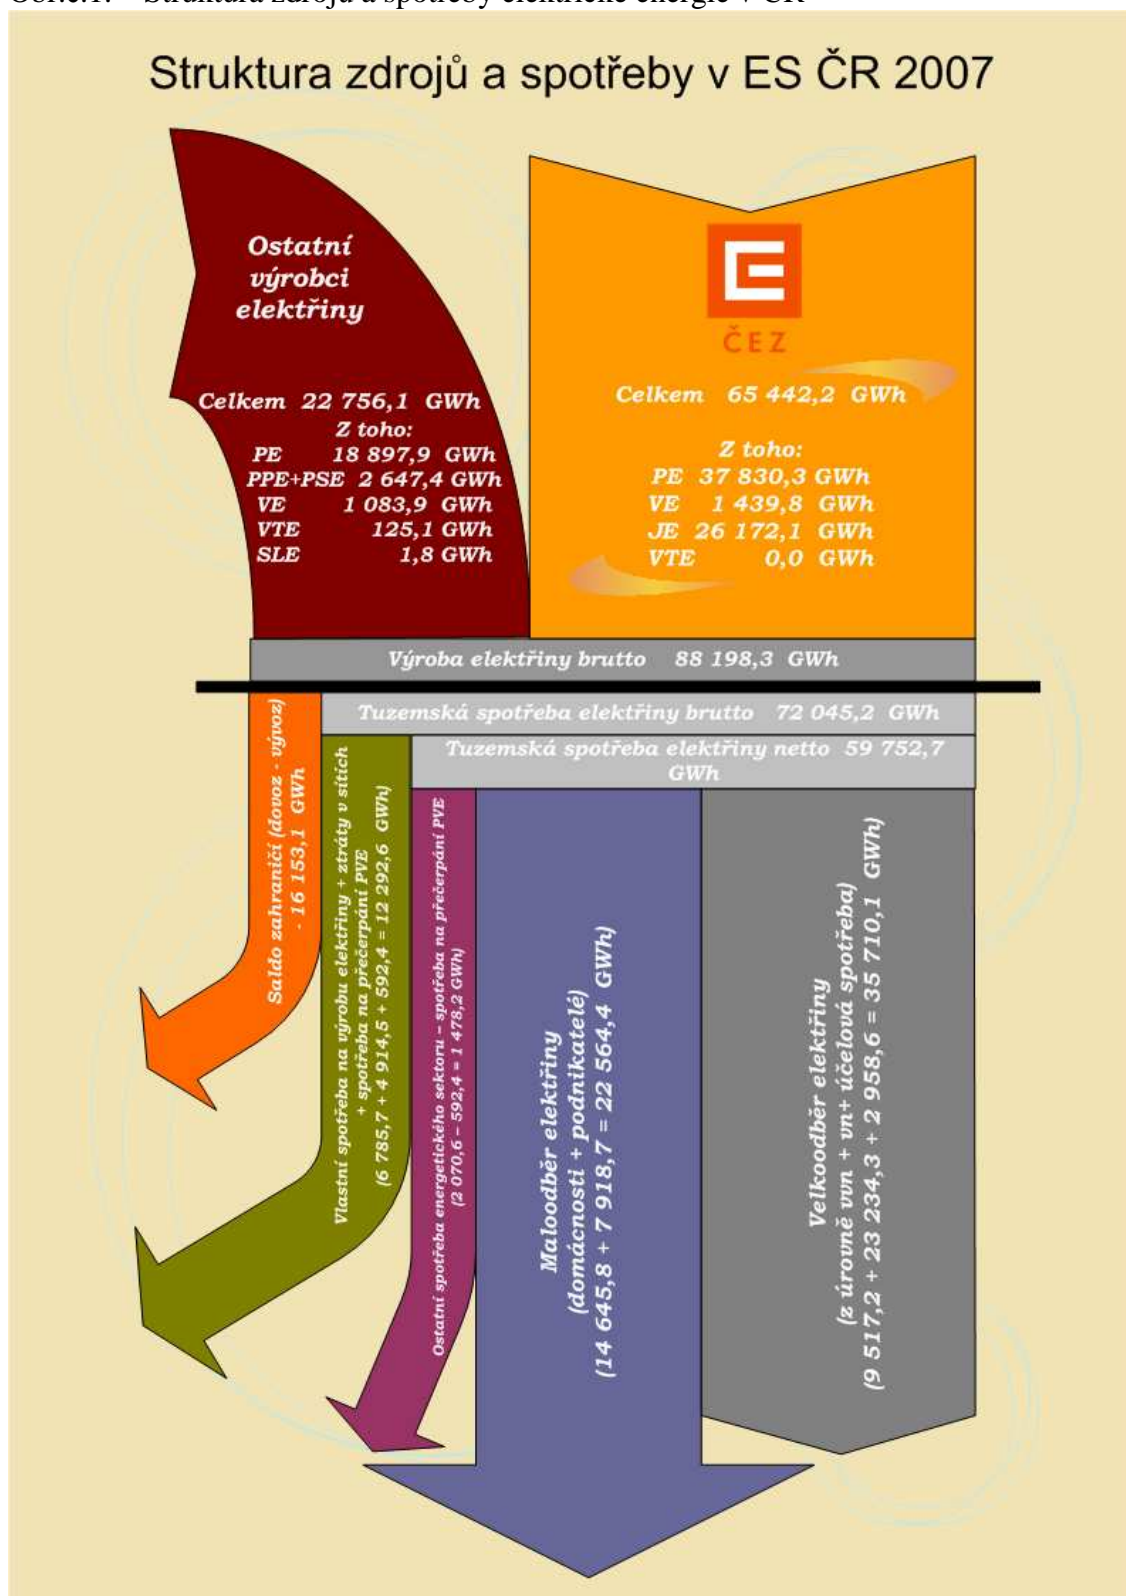 Obr.č.1. Struktura zdrojů a spotřeby elektrické energie v ČR
Struktura zdrojů a spotřeby v ES ČR 2007
Ostatní
výrobci
elektřiny
Celkem 22 756,1 GWh
Z toho:
PE 18 897,9 GWh
PPE+PSE 2 647,4 GWh
VE 1 083,9 GWh
VTE 125,1 GWh
SLE 1,8 GWh
ČEZ
Celkem 65 442,2 GWh
Z toho:
PE 37 830,3 GWh
VE 1 439,8 GWh
JE 26 172,1 GWh
VTE 0,0 GWh
Výroba elektřiny brutto 88 198,3 GWh
Tuzemská spotřeba elektřiny brutto 72 045,2 GWh
Tuzemská spotřeba elektřiny netto 59 752,7
GWh
Saldo zahraničí (dovoz - vývoz)
- 16 153,1 GWh
Vlastní spotřeba na výrobu elektřiny + ztráty v sítích
+ spotřeba na přečerpání PVE
(6 785,7 + 4 914,5 + 592,4 = 12 292,6 GWh)
Ostatní spotřeba energetického sektoru – spotřeba na přečerpání PVE
(2 070,6 – 592,4 = 1 478,2 GWh)
Maloodběr elektřiny
(domácnosti + podnikatelé)
(14 645,8 + 7 918,7 = 22 564,4 GWh)
Velkoodběr elektřiny
(z úrovně vvn + vn+ účelová spotřeba)
(9 517,2 + 23 234,3 + 2 958,6 = 35 710,1 GWh)